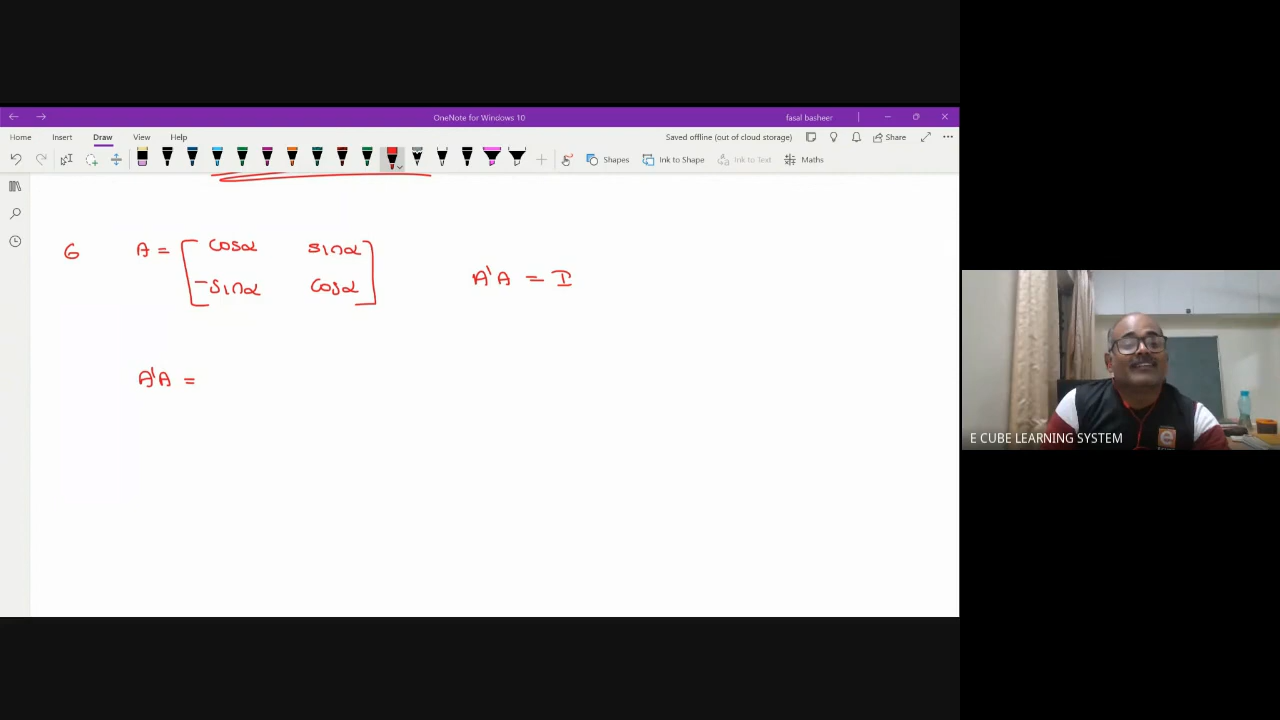 OneNote for Windows 10
fasal basheer
Home Insert Draw View Help
Saved offline (out of cloud storage)
Share
Shapes
Ink to Shape
Ink to Text
Maths
6 A = [ cosα sinα
-sinα cosα ]
A'A = I
A'A =
E CUBE LEARNING SYSTEM